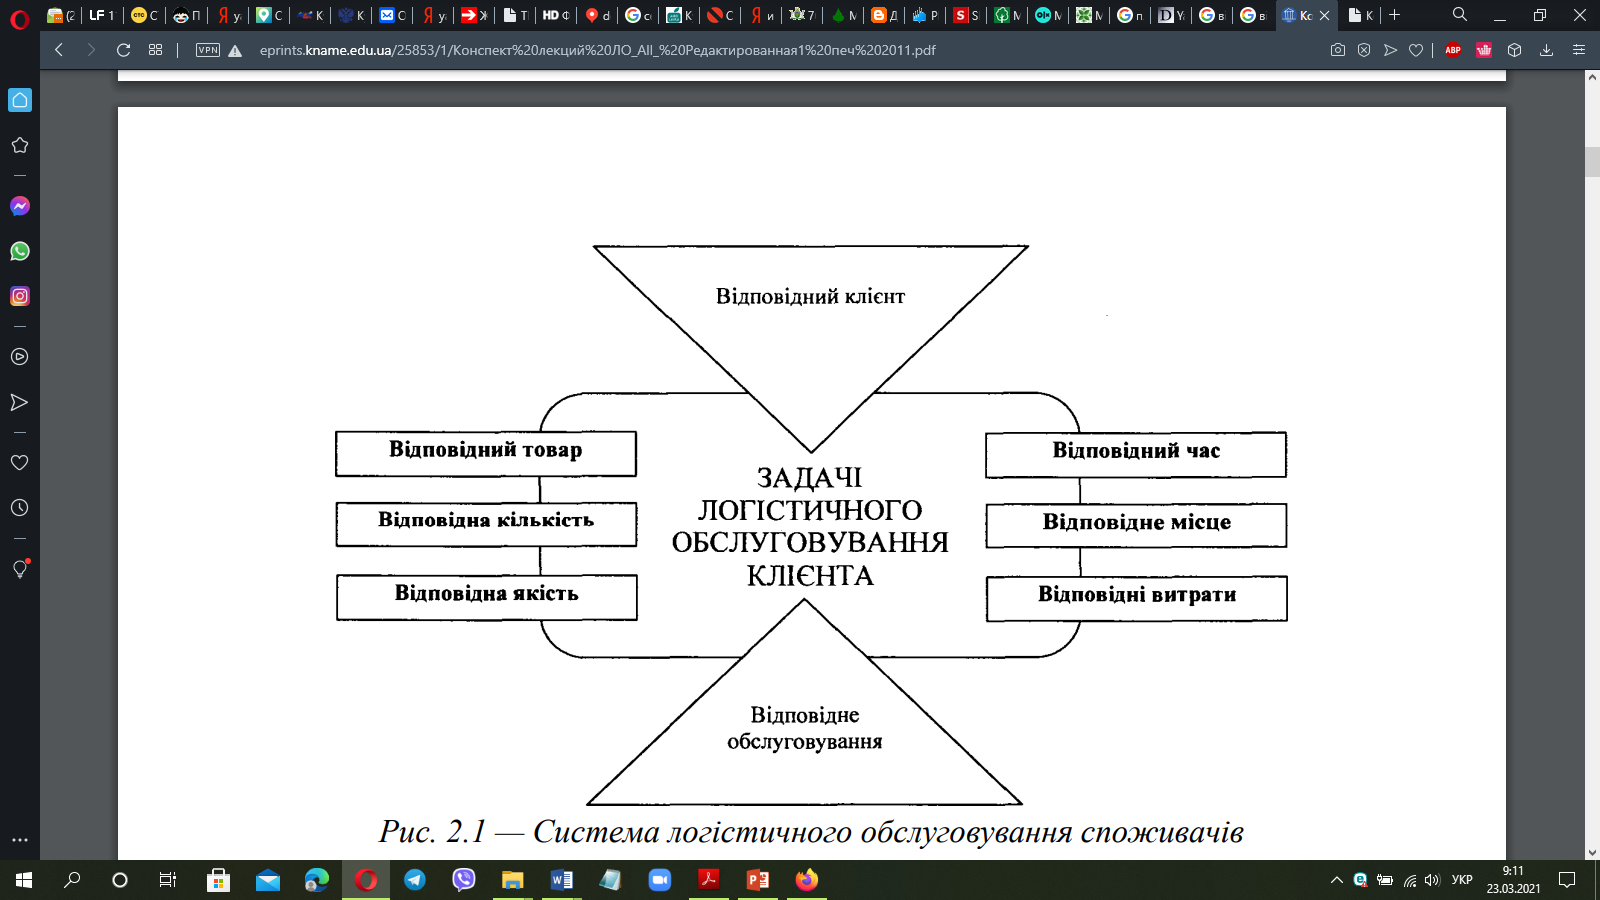 eprints.kname.edu.ua/25853/1/Конспект%20лекций%20ЛО_All_%20Редактированная1%20печ%202011.pdf
VPN
ABP
Відповідний клієнт
Відповідний товар
Відповідний час
ЗАДАЧІ
ЛОГІСТИЧНОГО
ОБСЛУГОВУВАННЯ
КЛІЄНТА
Відповідна кількість
Відповідне місце
Відповідна якість
Відповідні витрати
Відповідне
обслуговування
Рис. 2.1 — Система логістичного обслуговування споживачів
УКР
9:11
23.03.2021